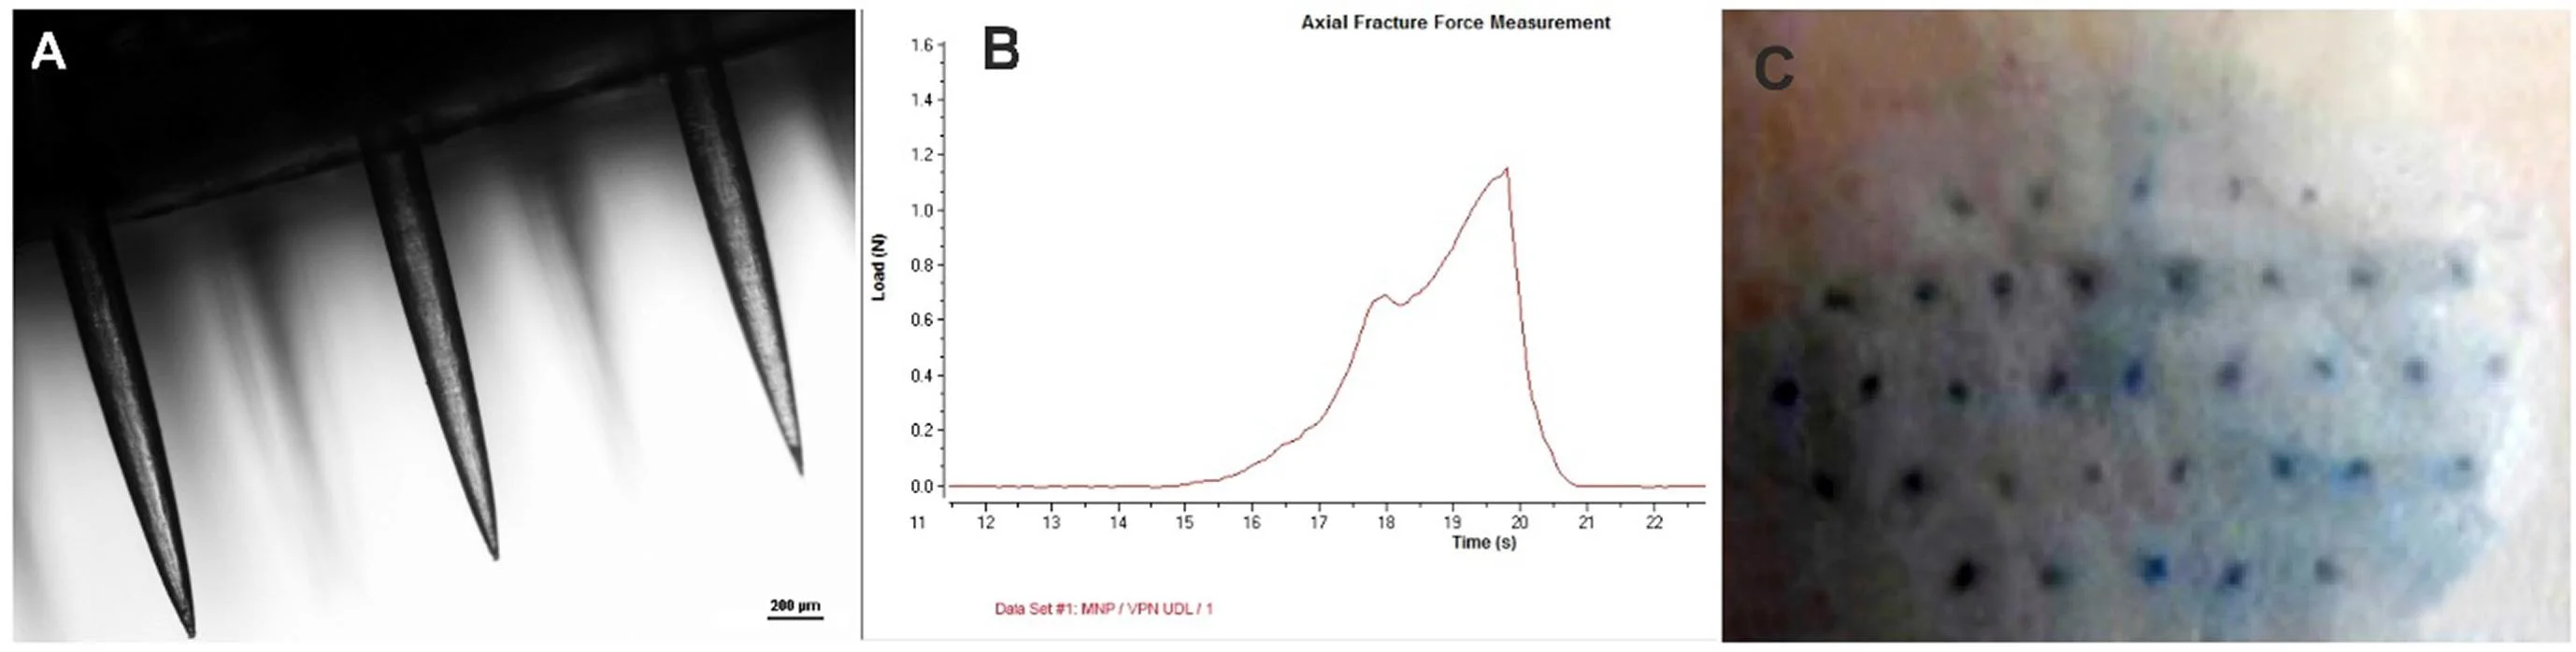 A
200 µm
B
Axial Fracture Force Measurement
Load (N)
1.6
1.4
1.2
1.0
0.8
0.6
0.4
0.2
0.0
11 12 13 14 15 16 17 18 19 20 21 22
Time (s)
Data Set #1: MNP / VPN UDL / 1
C